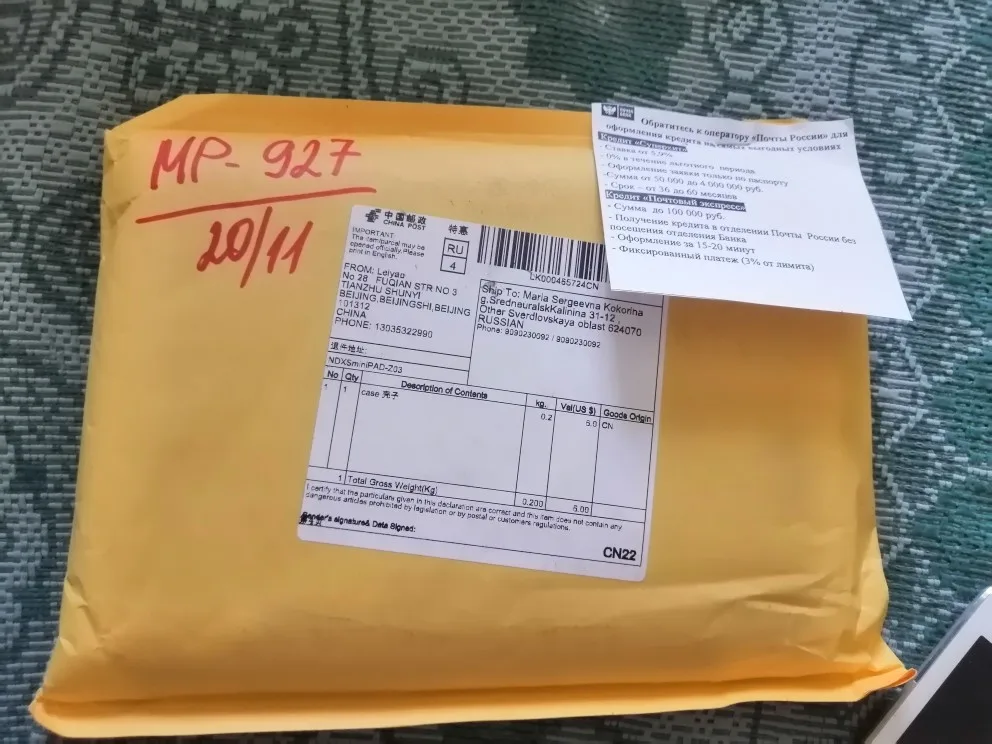 MP-927
20/11
中国邮政
CHINA POST
特惠
IMPORTANT:
The item/parcel may be
opened officially.Please
print in English.
RU
4
LK000465724CN
FROM: Leiyao
No 28 FUQIAN STR NO 3
TIANZHU SHUNYI
BEIJING,BEIJINGSHI,BEIJING
101312
CHINA
PHONE: 13035322990
Ship To: Maria Sergeevna Kokorina
g.SredneuralskKalinina 31-12 ,
Other Sverdlovskaya oblast 624070
RUSSIAN
Phone: 9090230092 / 9090230092
退件地址:
NDXSminiPAD-Z03
No Qty Description of Contents kg. Val(US $) Goods Origin
1 1 case 壳子 0.2 6.0 CN
1 Total Gross Weight(Kg) 0.200 6.00
I certify that the particulars given in this declaration are correct and this item does not contain any
dangerous articles prohibited by legislation or by postal or customers regulations.
Sender's signature& Data Signed:
CN22
Обратитесь к оператору «Почты России» для
оформления кредита на самых выгодных условиях
Кредит «Суперхит»
- Ставка от 5,9%
- 0% в течение льготного периода
- Оформление заявки только по паспорту
-Сумма от 50 000 до 4 000 000 руб.
- Срок – от 36 до 60 месяцев
Кредит «Почтовый экспресс»
- Сумма до 100 000 руб.
- Получение кредита в отделении Почты России без
посещения отделения Банка
- Оформление за 15-20 минут
- Фиксированный платеж (3% от лимита)